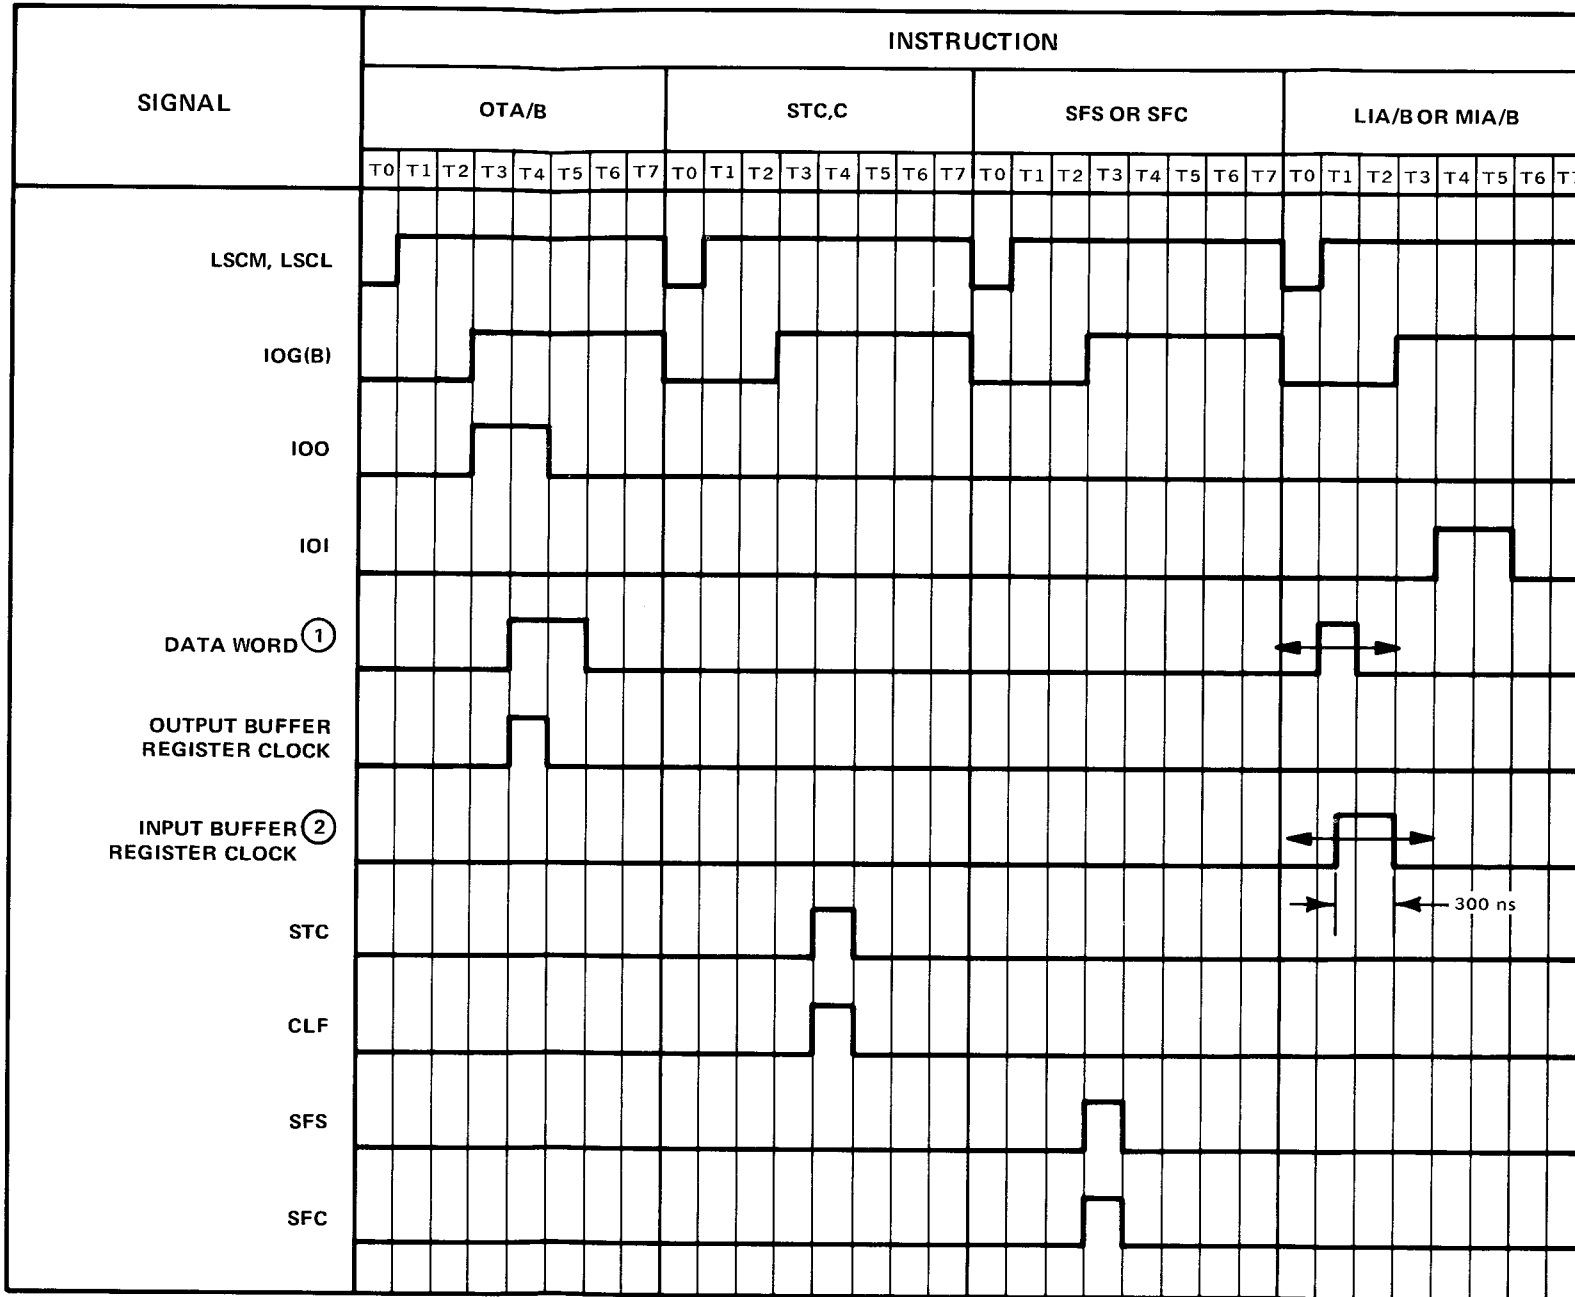 INSTRUCTION
SIGNAL
OTA/B STC,C SFS OR SFC LIA/B OR MIA/B
T0 T1 T2 T3 T4 T5 T6 T7 T0 T1 T2 T3 T4 T5 T6 T7 T0 T1 T2 T3 T4 T5 T6 T7 T0 T1 T2 T3 T4 T5 T6
LSCM, LSCL
IOG(B)
IOO
IOI
DATA WORD 1
OUTPUT BUFFER
REGISTER CLOCK
INPUT BUFFER 2
REGISTER CLOCK
300 ns
STC
CLF
SFS
SFC